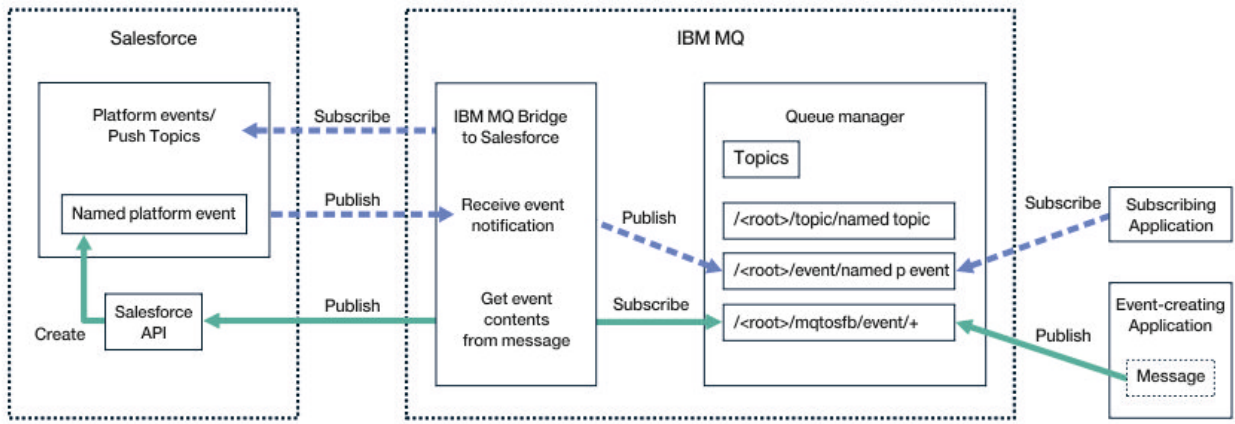 Salesforce
IBM MQ
Platform events/
Push Topics
Subscribe
IBM MQ Bridge
to Salesforce
Queue manager
Topics
Named platform event
Publish
Receive event
notification
Publish
/<root>/topic/named topic
Subscribe
Subscribing
Application
/<root>/event/named p event
Salesforce
API
Create
Publish
Get event
contents
from message
Subscribe
/<root>/mqtosfb/event/+
Publish
Event-creating
Application
Message